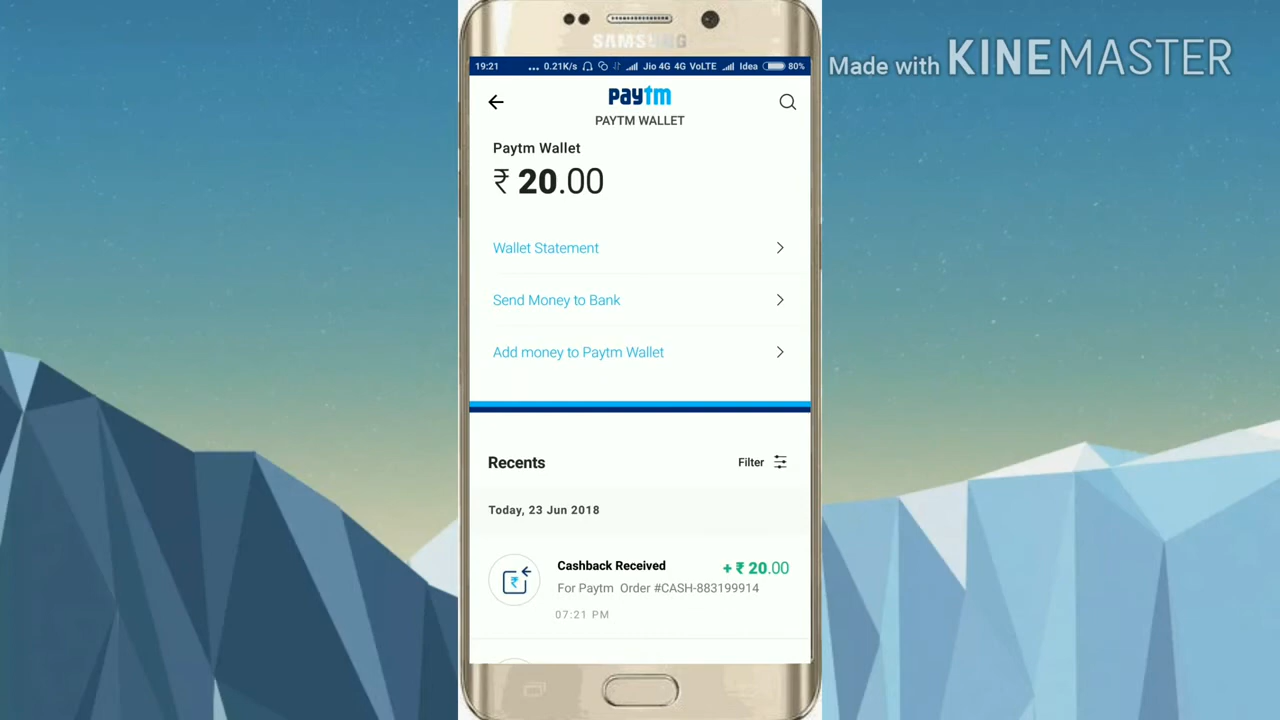 SAMSUNG
Made with KINEMASTER
19:21 ... 0.21K/s Jio 4G 4G VoLTE Idea 80%
paytm
PAYTM WALLET
Paytm Wallet
₹ 20.00
Wallet Statement
Send Money to Bank
Add money to Paytm Wallet
Recents
Filter
Today, 23 Jun 2018
Cashback Received + ₹ 20.00
For Paytm Order #CASH-883199914
07:21 PM